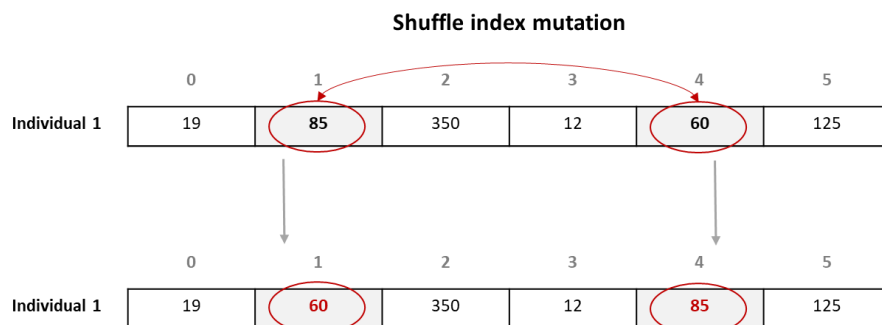 Shuffle index mutation
0 1 2 3 4 5
Individual 1 19 85 350 12 60 125
0 1 2 3 4 5
Individual 1 19 60 350 12 85 125